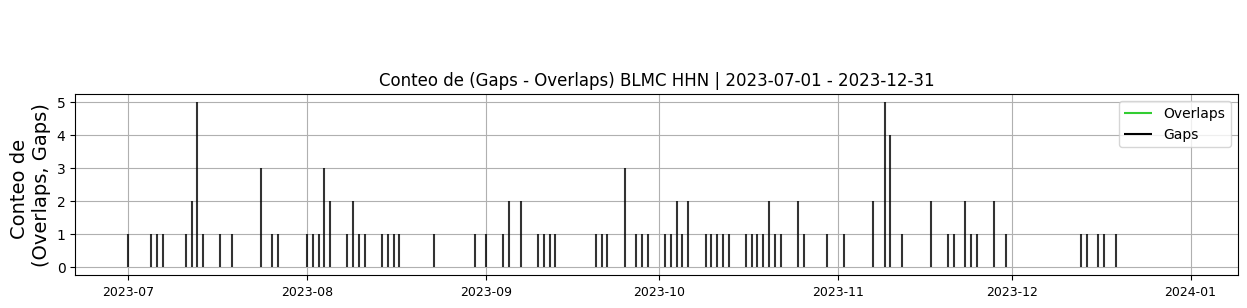 Conteo de (Gaps - Overlaps) BLMC HHN | 2023-07-01 - 2023-12-31
Conteo de
(Overlaps, Gaps)
5
4
3
2
1
0
Overlaps
Gaps
2023-07
2023-08
2023-09
2023-10
2023-11
2023-12
2024-01